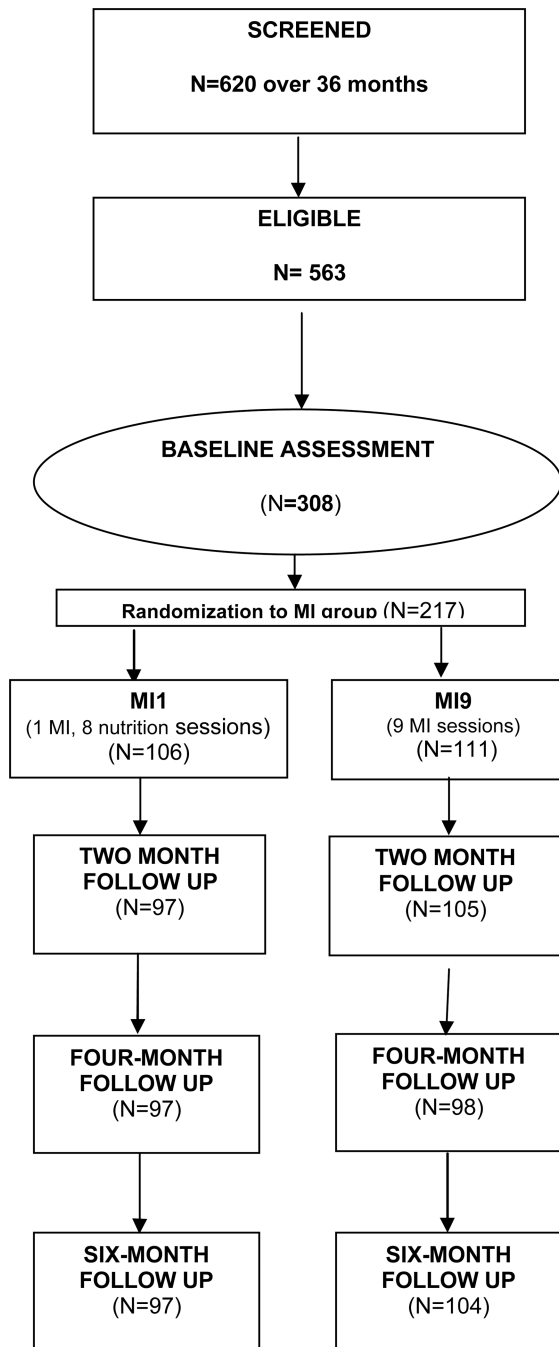 SCREENED
N=620 over 36 months
ELIGIBLE
N= 563
BASELINE ASSESSMENT
(N=308)
Randomization to MI group (N=217)
MI1
(1 MI, 8 nutrition sessions)
(N=106)
MI9
(9 MI sessions)
(N=111)
TWO MONTH
FOLLOW UP
(N=97)
TWO MONTH
FOLLOW UP
(N=105)
FOUR-MONTH
FOLLOW UP
(N=97)
FOUR-MONTH
FOLLOW UP
(N=98)
SIX-MONTH
FOLLOW UP
(N=97)
SIX-MONTH
FOLLOW UP
(N=104)